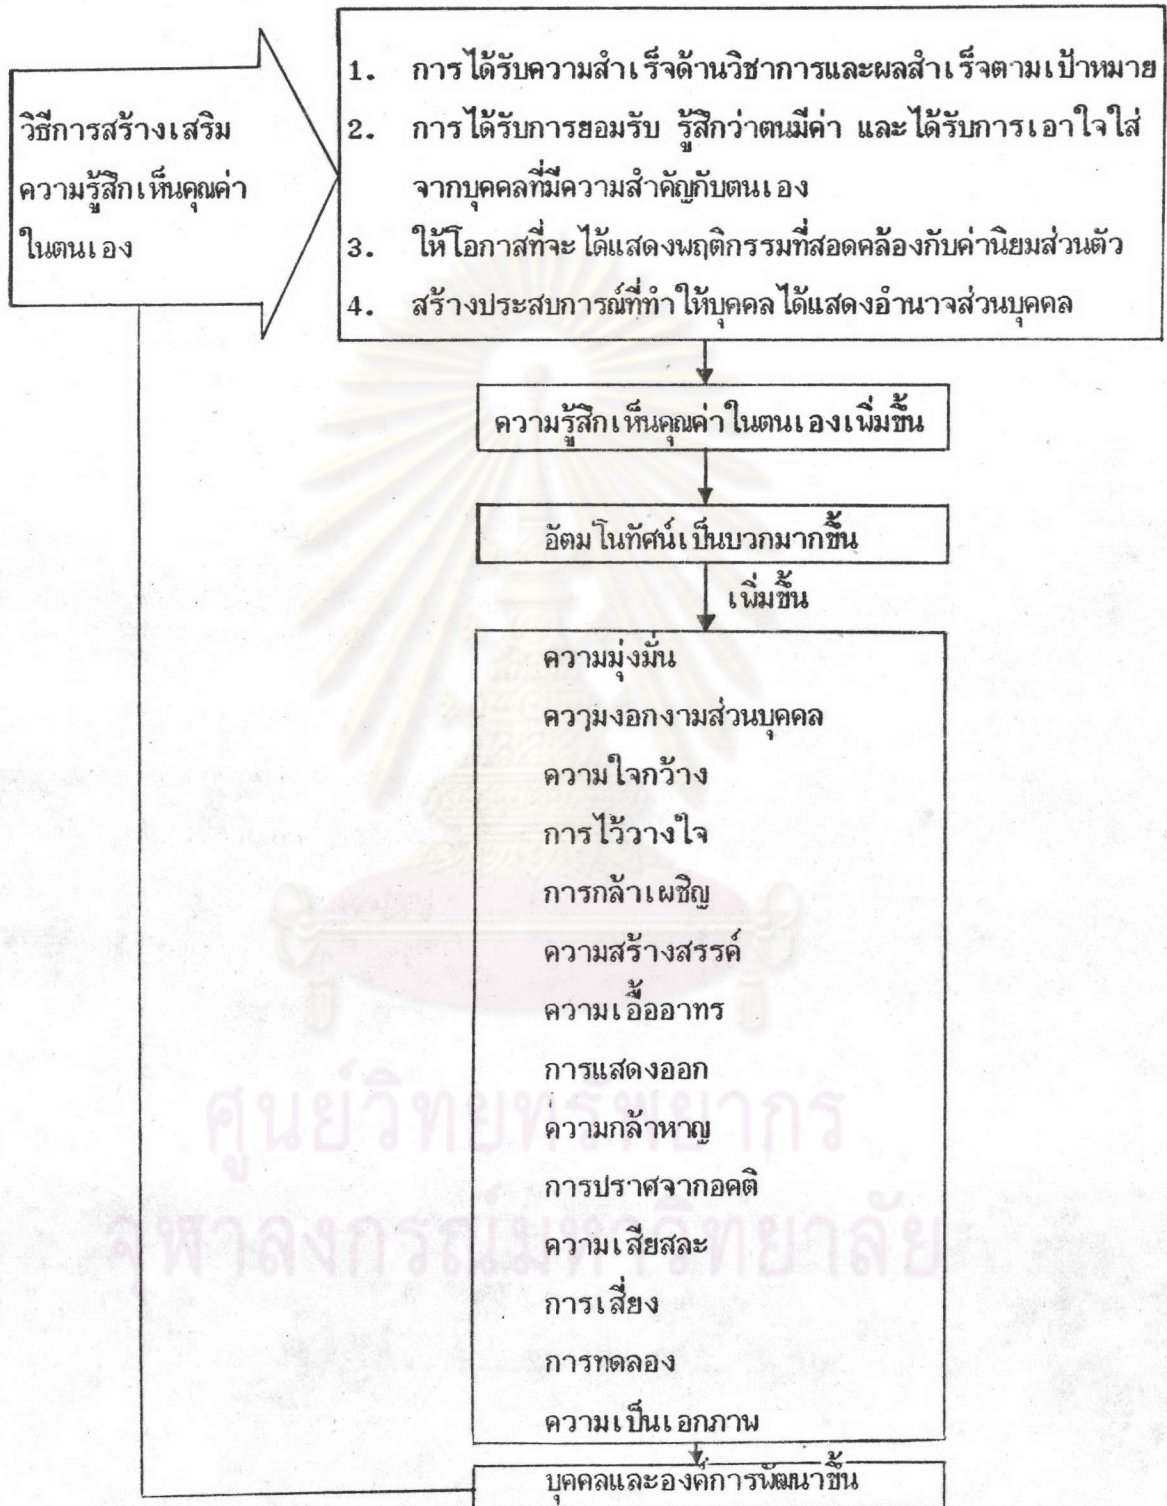 วิธีการสร้างเสริม
ความรู้สึกเห็นคุณค่า
ในตนเอง
1. การได้รับความสำเร็จด้านวิชาการและผลสำเร็จตามเป้าหมาย
2. การได้รับการยอมรับ รู้สึกว่าตนมีค่า และได้รับการเอาใจใส่
จากบุคคลที่มีความสำคัญกับตนเอง
3. ให้โอกาสที่จะได้แสดงพฤติกรรมที่สอดคล้องกับค่านิยมส่วนตัว
4. สร้างประสบการณ์ที่ทำให้บุคคลได้แสดงอำนาจส่วนบุคคล
ความรู้สึกเห็นคุณค่าในตนเองเพิ่มขึ้น
อัตมโนทัศน์เป็นบวกมากขึ้น
เพิ่มขึ้น
ความมุ่งมั่น
ความงอกงามส่วนบุคคล
ความใจกว้าง
การไว้วางใจ
การกล้าเผชิญ
ความสร้างสรรค์
ความเอื้ออาทร
การแสดงออก
ความกล้าหาญ
การปราศจากอคติ
ความเสียสละ
การเสี่ยง
การทดลอง
ความเป็นเอกภาพ
บุคคลและองค์การพัฒนาขึ้น
ศูนย์วิทยทรัพยากร
จุฬาลงกรณ์มหาวิทยาลัย